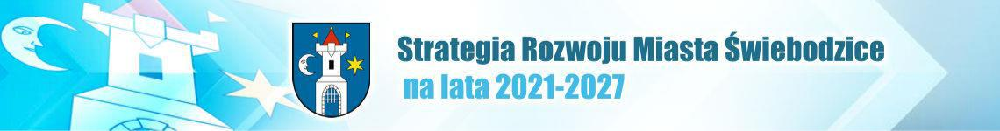 Strategia Rozwoju Miasta Świebodzice
na lata 2021-2027